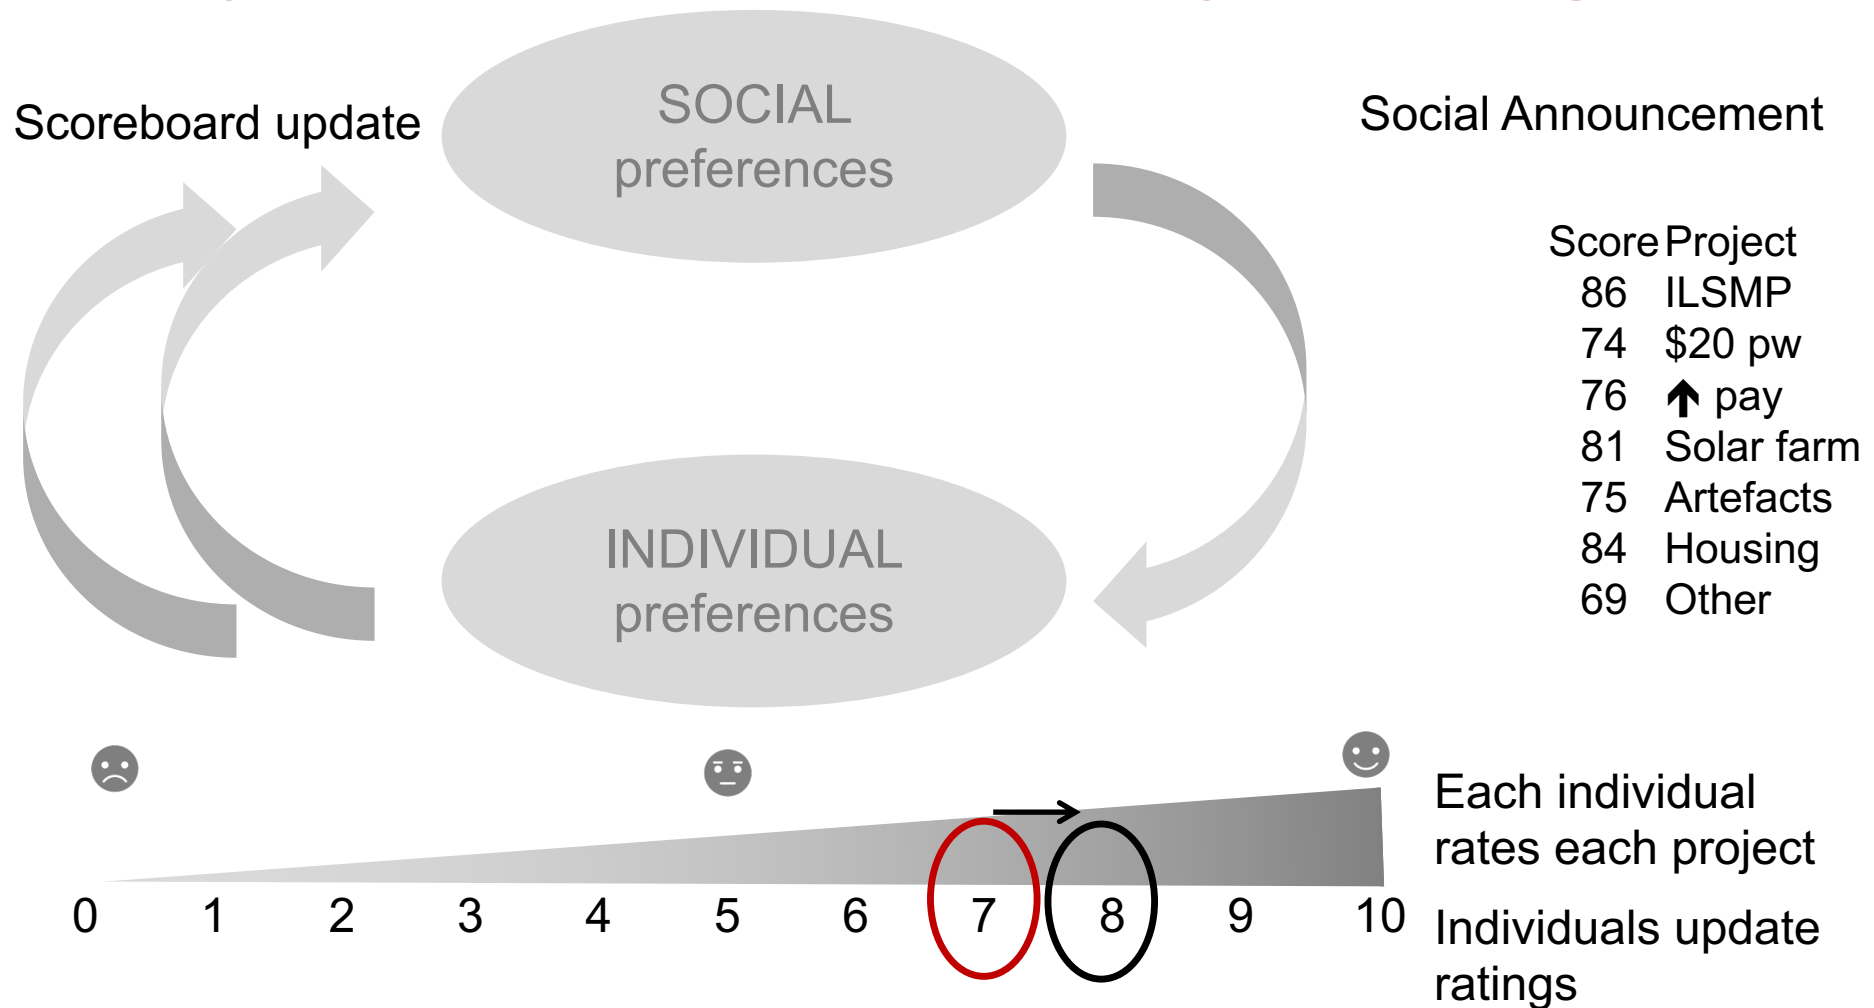 SOCIAL
preferences
Scoreboard update
Social Announcement
Score Project
86 ILSMP
74 $20 pw
76 ↑ pay
81 Solar farm
75 Artefacts
84 Housing
69 Other
INDIVIDUAL
preferences
Each individual
rates each project
0 1 2 3 4 5 6 7 8 9 10
Individuals update
ratings